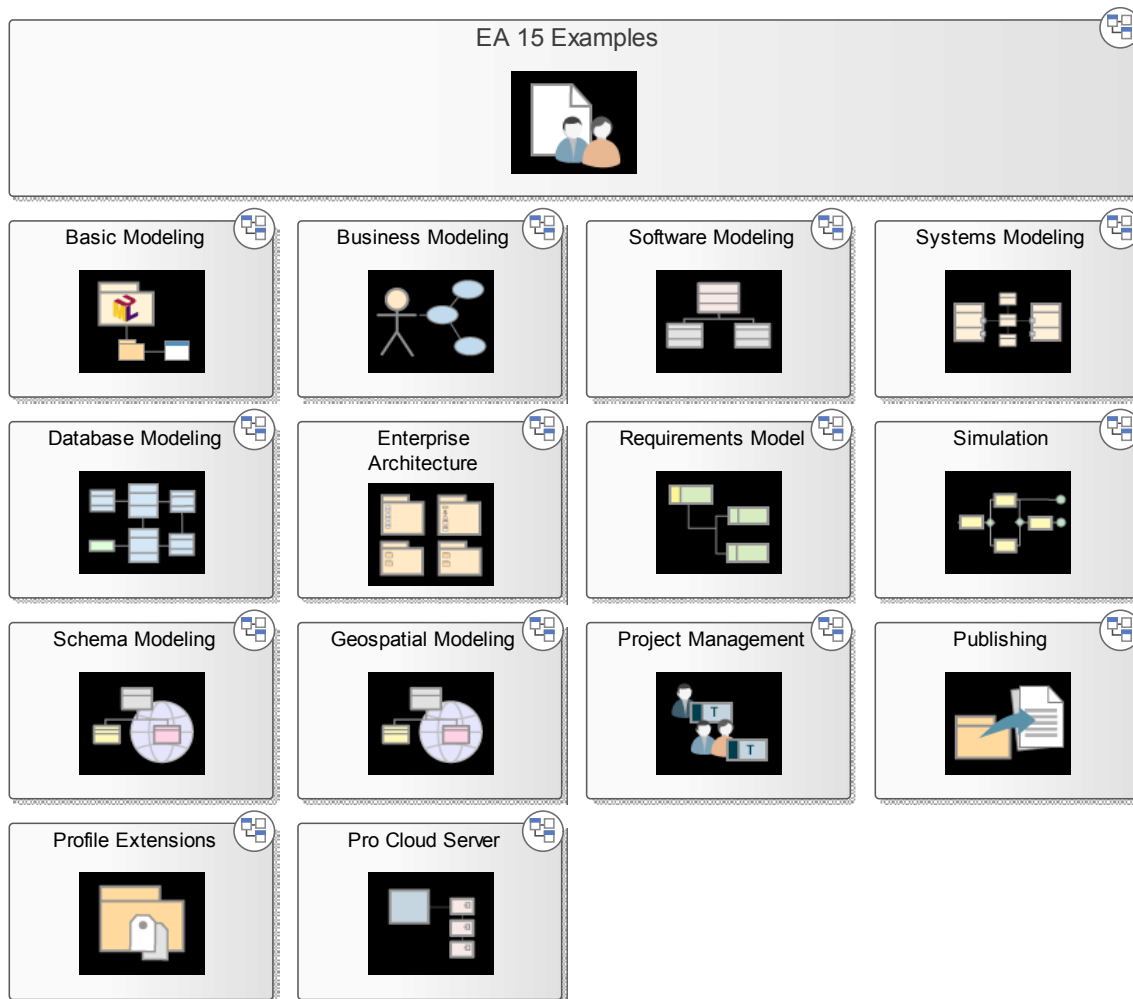 EA 15 Examples
Basic Modeling
Business Modeling
Software Modeling
Systems Modeling
Database Modeling
Enterprise
Architecture
Requirements Model
Simulation
Schema Modeling
Geospatial Modeling
Project Management
T
T
Publishing
Profile Extensions
Pro Cloud Server